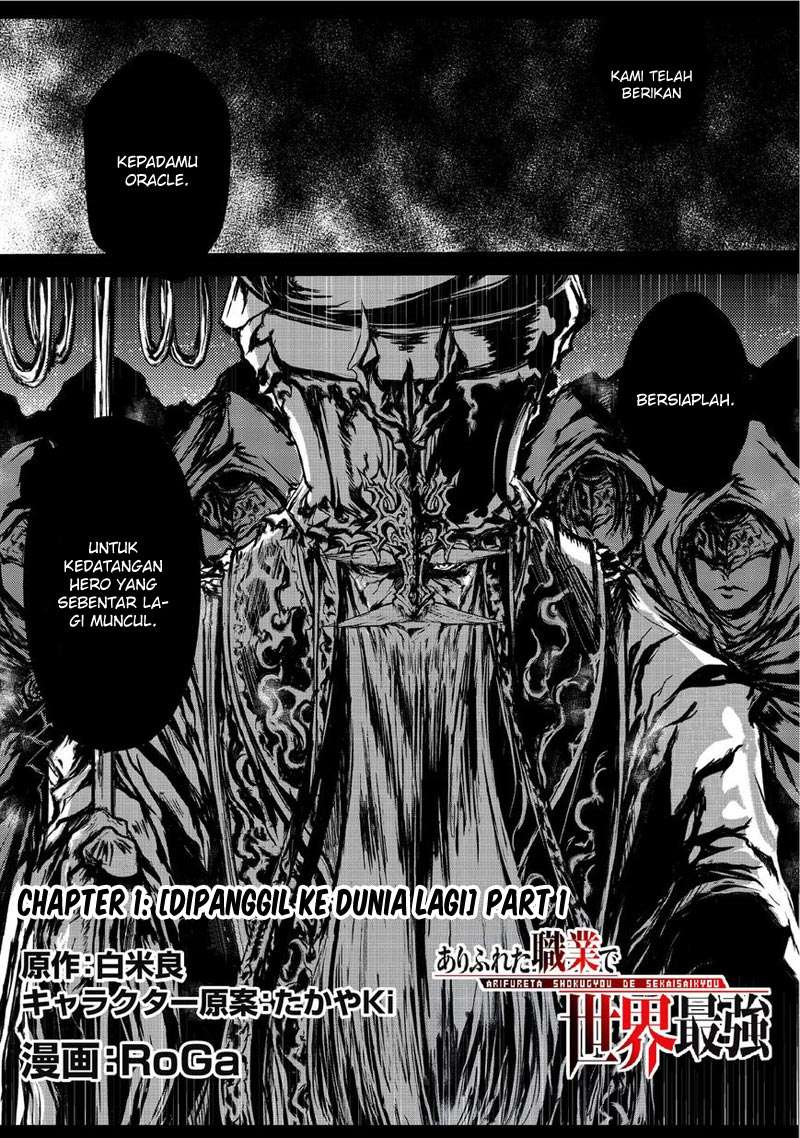 KAMI TELAH
BERIKAN
KEPADAMU
ORACLE.
BERSIAPLAH.
UNTUK
KEDATANGAN
HERO YANG
SEBENTAR LA-
GI MUNCUL.
CHAPTER 1: [DIPANGGIL KE DUNIA LAGI] PART 1
原作：白米良
キャラクター原案：たかやKi
漫画：RoGa
ありふれた職業で
ARIFURETA SHOKUGYOU DE SEKAISAIKYOU
世界最強